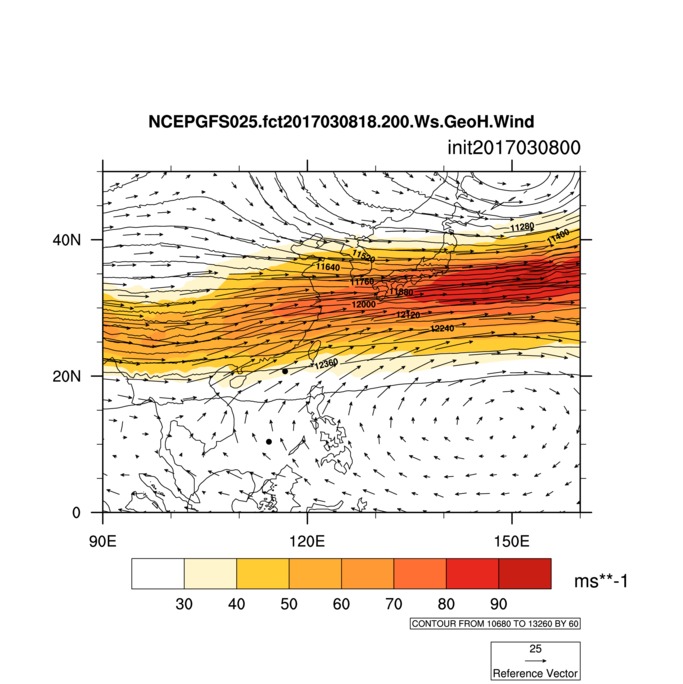 NCEPGFS025.fct2017030818.200.Ws.GeoH.Wind
init2017030800
11280
40N
11400
11520
11640
11760
11880
12000
12120
12240
12360
20N
0
90E 120E 150E
ms**-1
30 40 50 60 70 80 90
CONTOUR FROM 10680 TO 13260 BY 60
25
Reference Vector